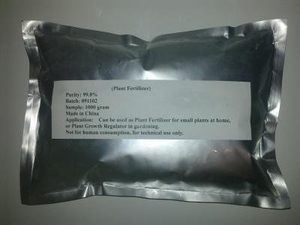 (Plant Fertilizer)
Purity: 99.8%
Batch: 091102
Sample: 1000 gram
Made in China
Application: Can be used as Plant Fertilizer for small plants at home,
or Plant Growth Regulator in gardening.
Not for human consumption, for technical use only.